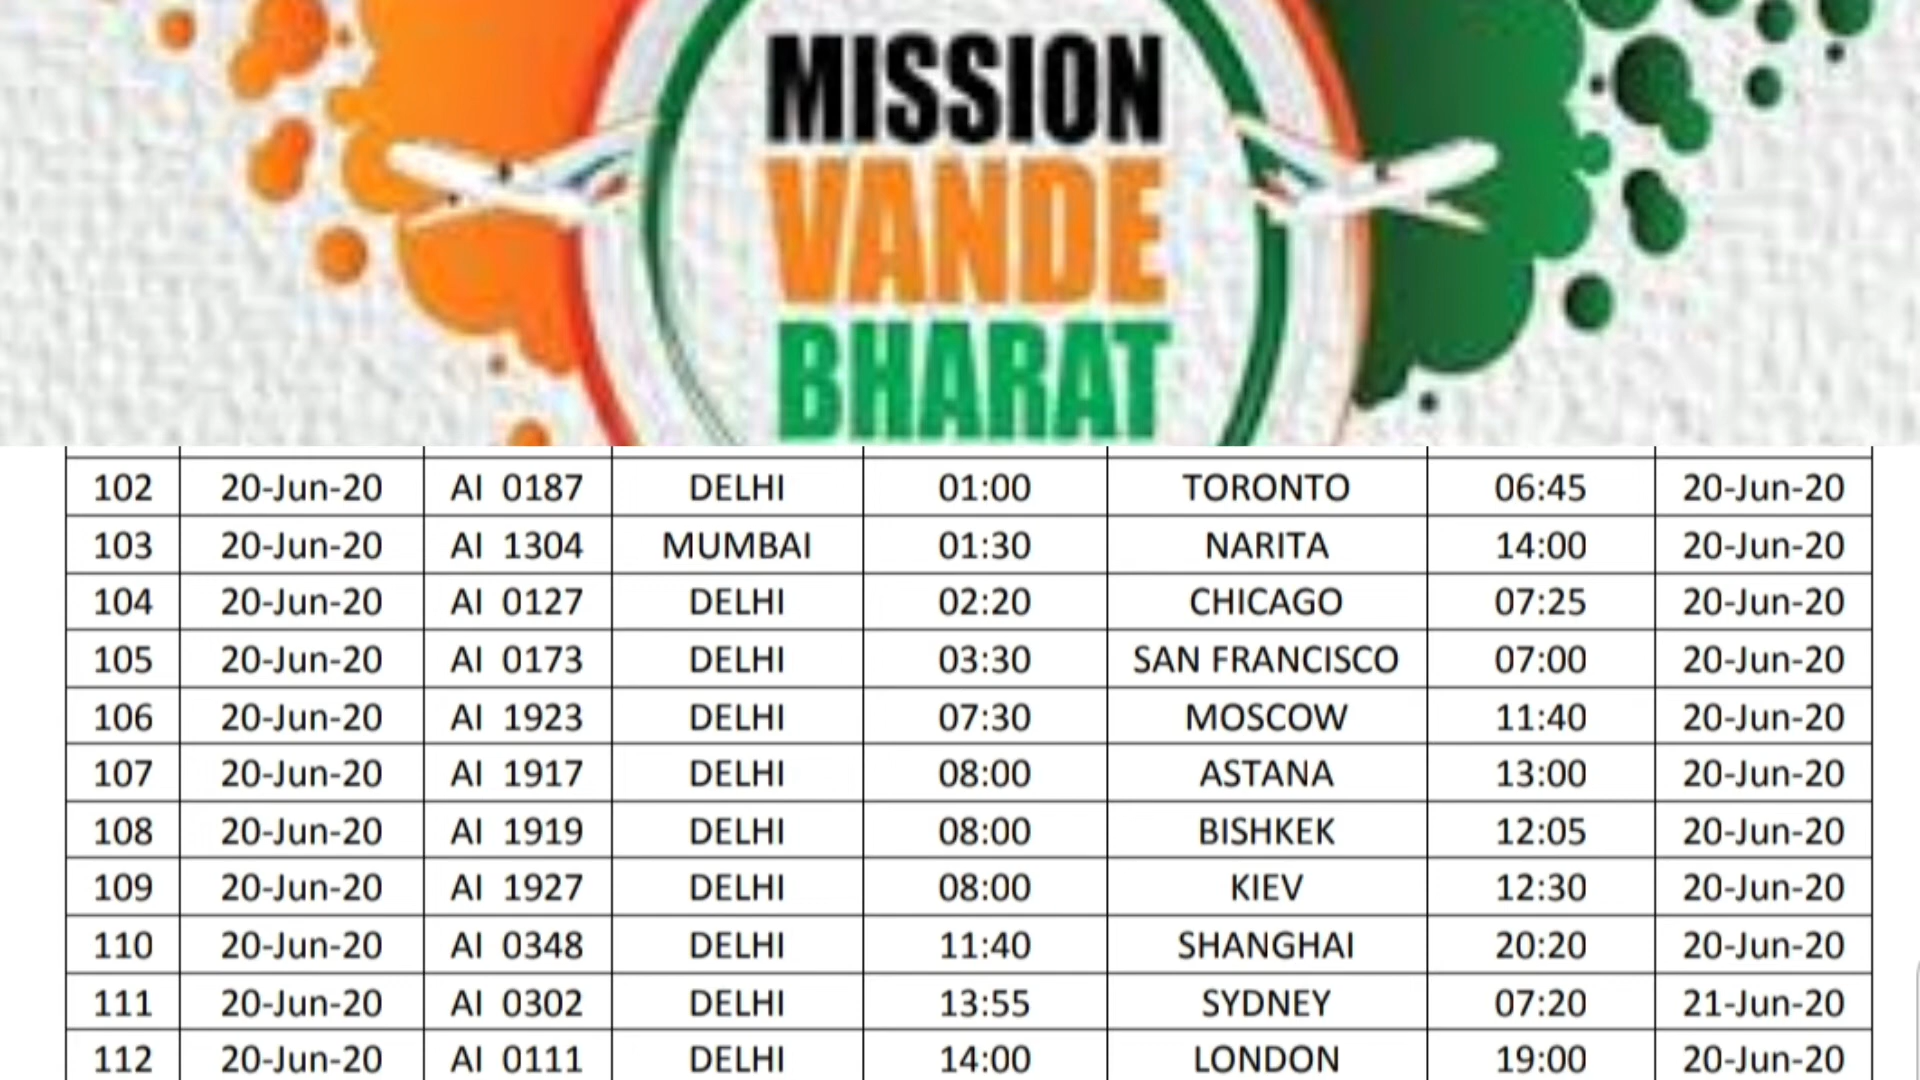 MISSION
VANDE
BHARAT
102 20-Jun-20 AI 0187 DELHI 01:00 TORONTO 06:45 20-Jun-20
103 20-Jun-20 AI 1304 MUMBAI 01:30 NARITA 14:00 20-Jun-20
104 20-Jun-20 AI 0127 DELHI 02:20 CHICAGO 07:25 20-Jun-20
105 20-Jun-20 AI 0173 DELHI 03:30 SAN FRANCISCO 07:00 20-Jun-20
106 20-Jun-20 AI 1923 DELHI 07:30 MOSCOW 11:40 20-Jun-20
107 20-Jun-20 AI 1917 DELHI 08:00 ASTANA 13:00 20-Jun-20
108 20-Jun-20 AI 1919 DELHI 08:00 BISHKEK 12:05 20-Jun-20
109 20-Jun-20 AI 1927 DELHI 08:00 KIEV 12:30 20-Jun-20
110 20-Jun-20 AI 0348 DELHI 11:40 SHANGHAI 20:20 20-Jun-20
111 20-Jun-20 AI 0302 DELHI 13:55 SYDNEY 07:20 21-Jun-20
112 20-Jun-20 AI 0111 DELHI 14:00 LONDON 19:00 20-Jun-20